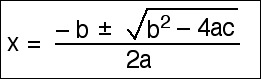 x = (– b ± √(b² – 4ac)) / 2a